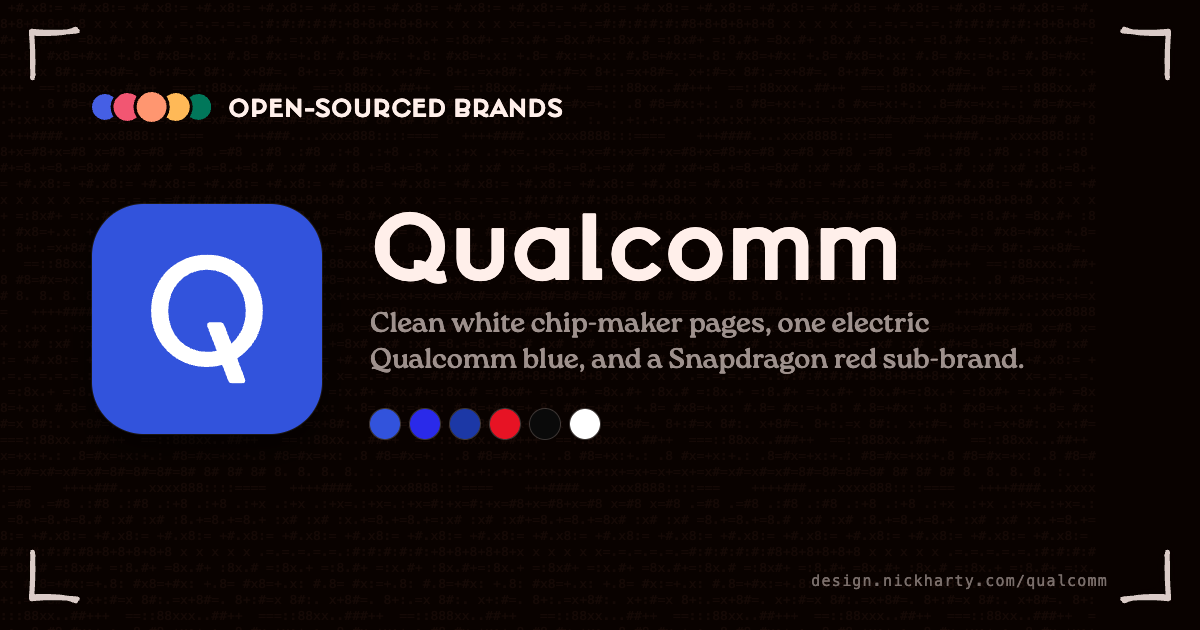 OPEN-SOURCED BRANDS
Q
Qualcomm
Clean white chip-maker pages, one electric
Qualcomm blue, and a Snapdragon red sub-brand.
design.nickharty.com/qualcomm